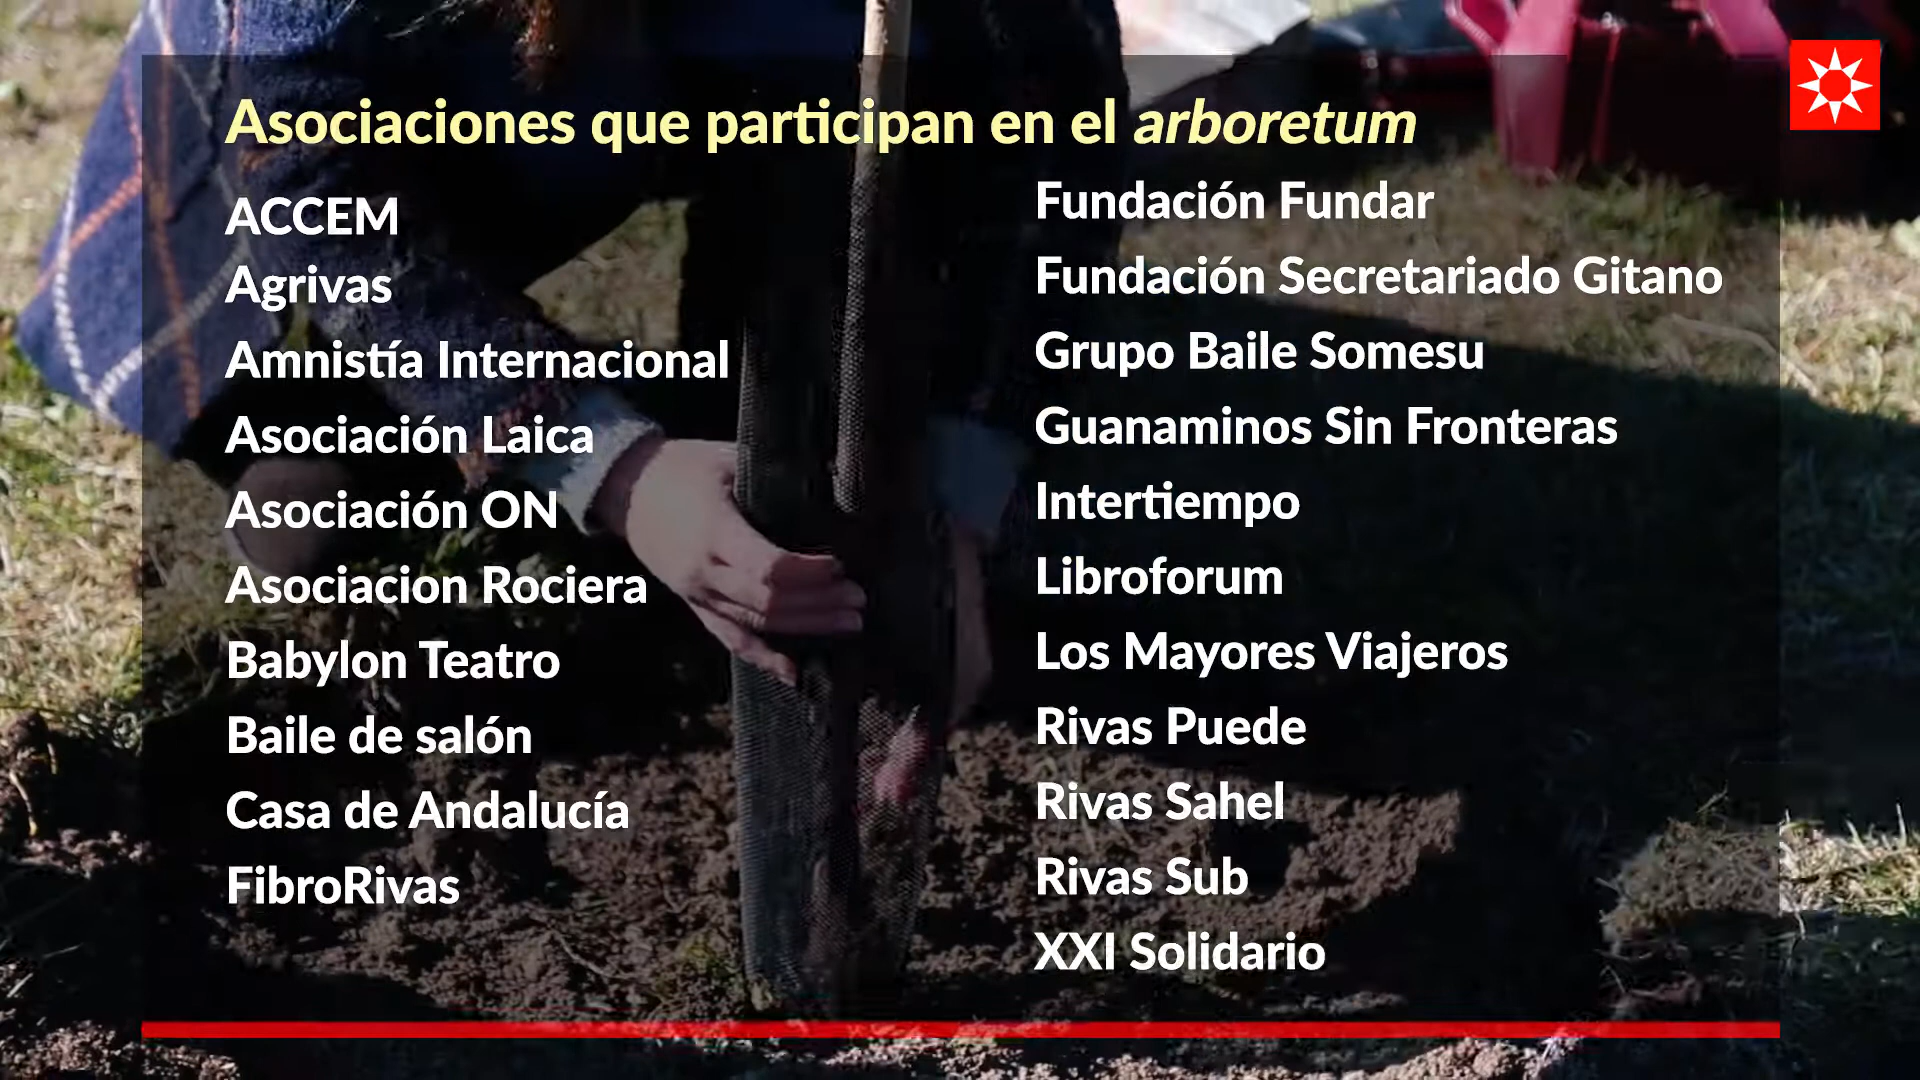 Asociaciones que participan en el arboretum
ACCEM
Agrivas
Amnistía Internacional
Asociación Laica
Asociación ON
Asociacion Rociera
Babylon Teatro
Baile de salón
Casa de Andalucía
FibroRivas
Fundación Fundar
Fundación Secretariado Gitano
Grupo Baile Somesu
Guanaminos Sin Fronteras
Intertiempo
Libroforum
Los Mayores Viajeros
Rivas Puede
Rivas Sahel
Rivas Sub
XXI Solidario